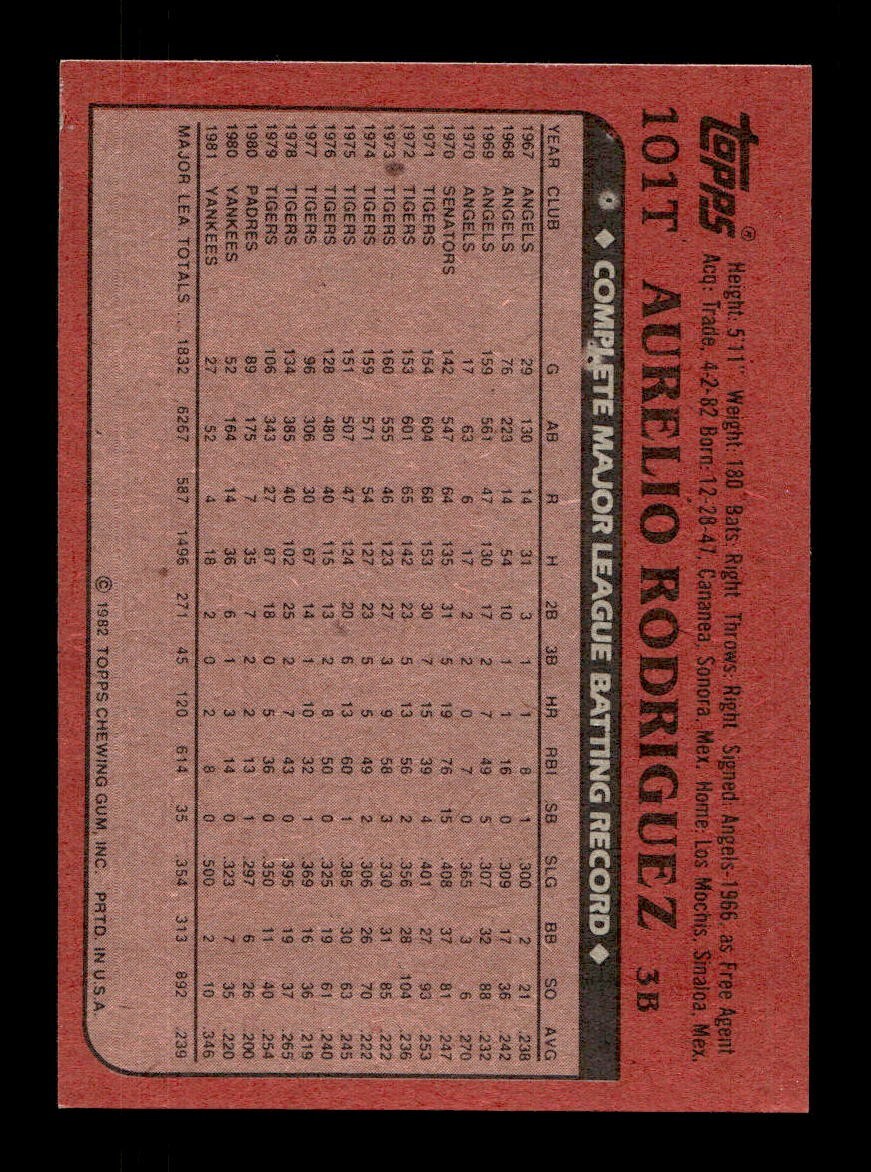 TOPPS®
Height: 5'11" Weight: 180 Bats: Right Throws: Right Signed: Angels-1966, as Free Agent
Acq: Trade, 4-2-82 Born: 12-28-47, Cananea, Sonora, Mex. Home: Los Mochis, Sinaloa, Mex.
101T AURELIO RODRIGUEZ 3B
◆ COMPLETE MAJOR LEAGUE BATTING RECORD ◆
YEAR CLUB G AB R H 2B 3B HR RBI SB SLG BB SO AVG
1967 ANGELS 29 130 14 31 3 1 1 8 1 .300 2 21 .238
1968 ANGELS 76 223 14 54 10 1 1 16 0 .309 17 36 .242
1969 ANGELS 159 561 47 130 17 2 7 49 5 .307 32 88 .232
1970 ANGELS 17 63 6 17 2 2 0 7 0 .365 3 6 .270
1970 SENATORS 142 547 64 135 31 5 19 76 15 .408 37 81 .247
1971 TIGERS 154 604 68 153 30 7 15 39 4 .401 27 93 .253
1972 TIGERS 153 601 65 142 23 5 13 56 2 .356 28 104 .236
1973 TIGERS 160 555 46 123 27 3 9 58 3 .330 31 85 .222
1974 TIGERS 159 571 54 127 23 5 5 49 2 .306 26 70 .222
1975 TIGERS 151 507 47 124 20 6 13 60 1 .385 30 63 .245
1976 TIGERS 128 480 40 115 13 2 8 50 0 .325 19 61 .240
1977 TIGERS 96 306 30 67 14 1 10 32 1 .369 16 36 .219
1978 TIGERS 134 385 40 102 25 2 7 43 0 .395 19 37 .265
1979 TIGERS 106 343 27 87 18 0 5 36 0 .350 11 40 .254
1980 PADRES 89 175 7 35 7 2 2 13 1 .297 6 26 .200
1980 YANKEES 52 164 14 36 6 1 3 14 0 .323 7 35 .220
1981 YANKEES 27 52 4 18 2 0 2 8 0 .500 2 10 .346
MAJOR LEA. TOTALS ... 1832 6267 587 1496 271 45 120 614 35 .354 313 892 .239
© 1982 TOPPS CHEWING GUM, INC. PRTD. IN U.S.A.